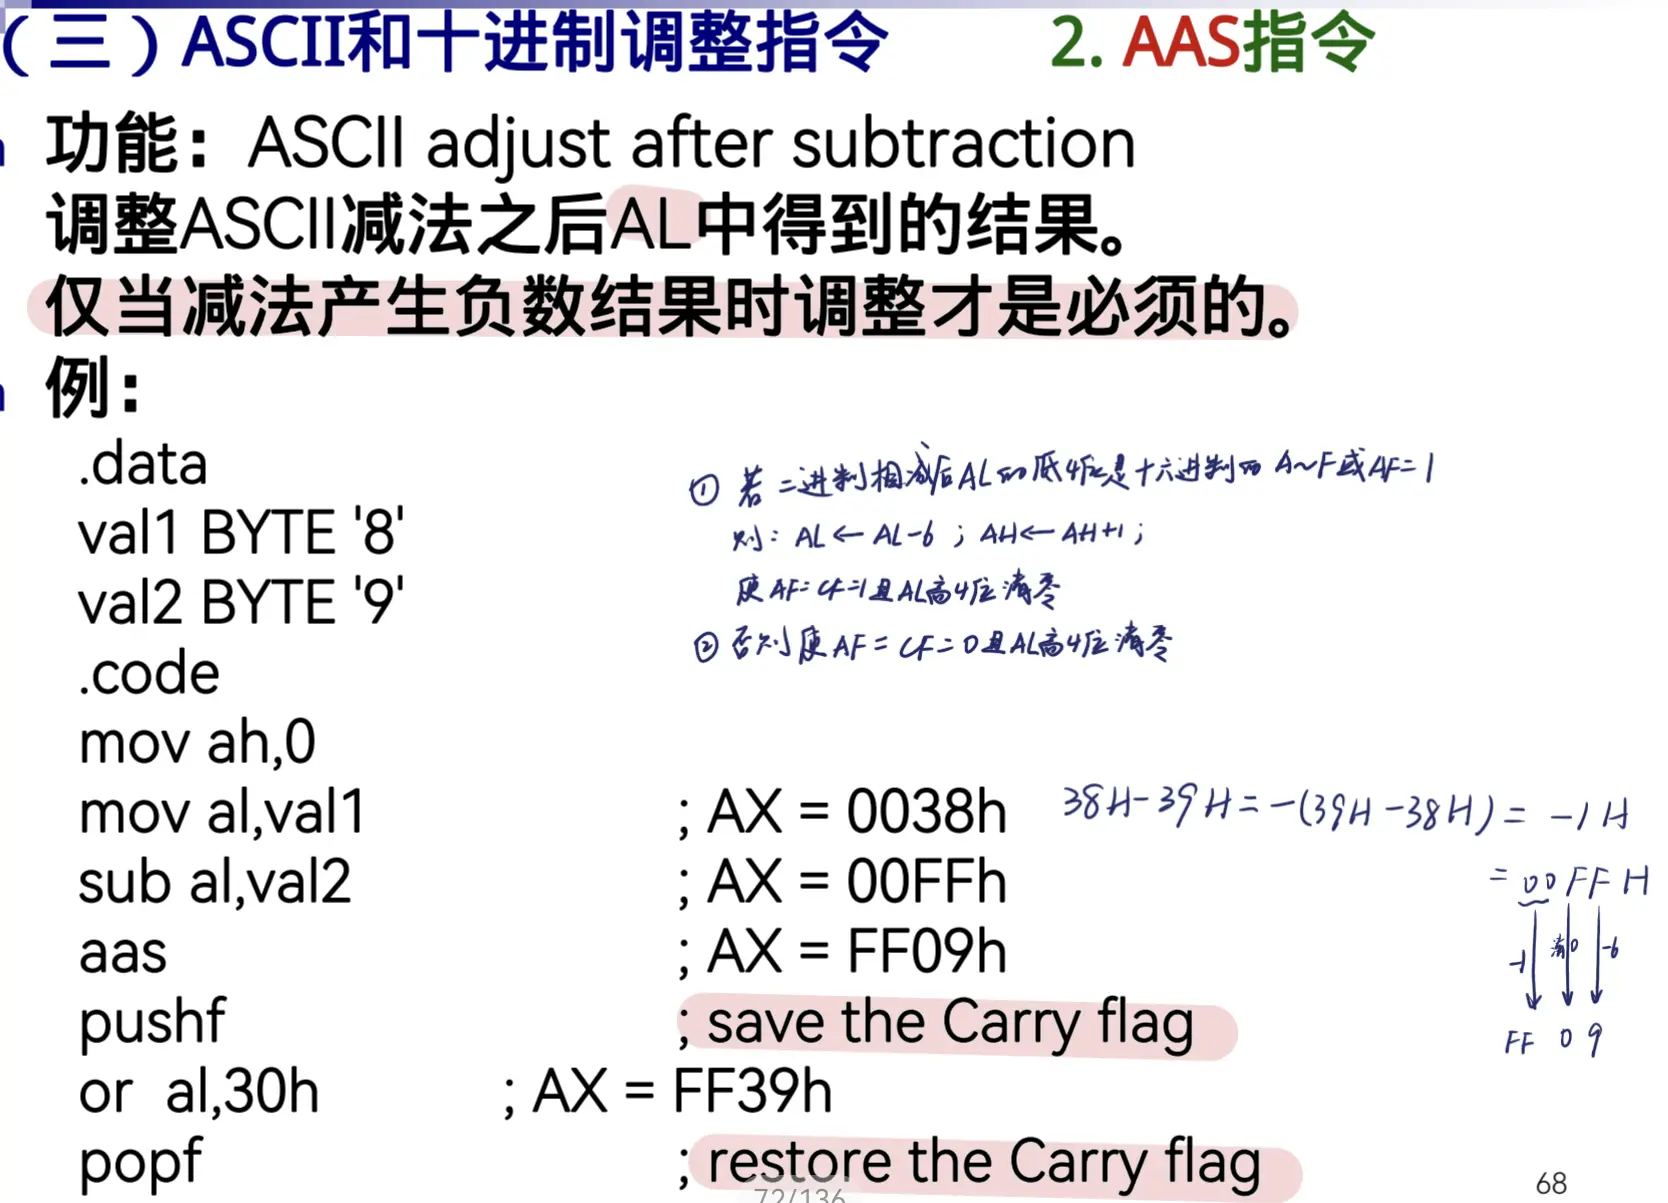 （三）ASCII和十进制调整指令 2. AAS指令
功能：ASCII adjust after subtraction
调整ASCII减法之后AL中得到的结果。
仅当减法产生负数结果时调整才是必须的。
例：
.data
val1 BYTE '8'
val2 BYTE '9'
.code
mov ah,0
mov al,val1 ; AX = 0038h
sub al,val2 ; AX = 00FFh
aas ; AX = FF09h
pushf ; save the Carry flag
or al,30h ; AX = FF39h
popf ; restore the Carry flag
① 若二进制相减后AL的低4位是十六进制的A~F或AF=1
则：AL←AL-6；AH←AH+1；
使AF=CF=1且AL高4位清零
② 否则使AF=CF=0且AL高4位清零
38H-39H=-(39H-38H)=-1H
=00FFH
-1 清0 -6
FF 0 9
72/136
68